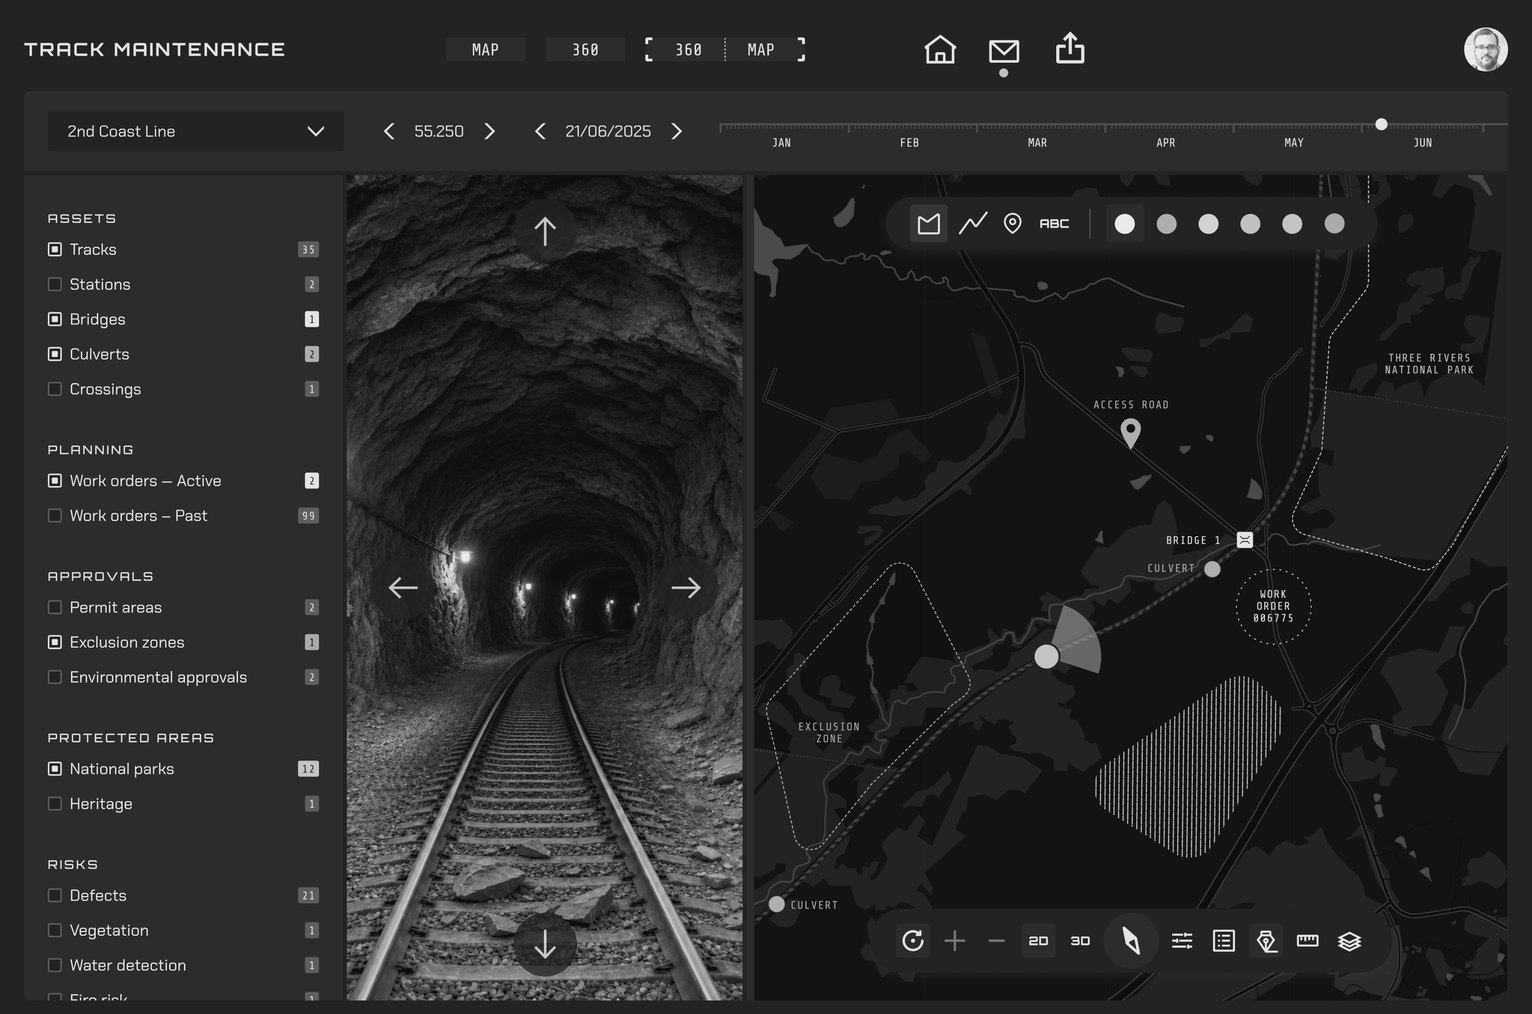 TRACK MAINTENANCE
MAP
360
360
MAP
2nd Coast Line
55.250
21/06/2025
JAN
FEB
MAR
APR
MAY
JUN
ASSETS
Tracks 35
Stations 2
Bridges 1
Culverts 2
Crossings 1
PLANNING
Work orders – Active 2
Work orders – Past 99
APPROVALS
Permit areas 2
Exclusion zones 1
Environmental approvals 2
PROTECTED AREAS
National parks 12
Heritage 1
RISKS
Defects 21
Vegetation 1
Water detection 1
Fire risk 1
ABC
THREE RIVERS
NATIONAL PARK
ACCESS ROAD
BRIDGE 1
CULVERT
WORK
ORDER
006775
EXCLUSION
ZONE
CULVERT
2D
3D